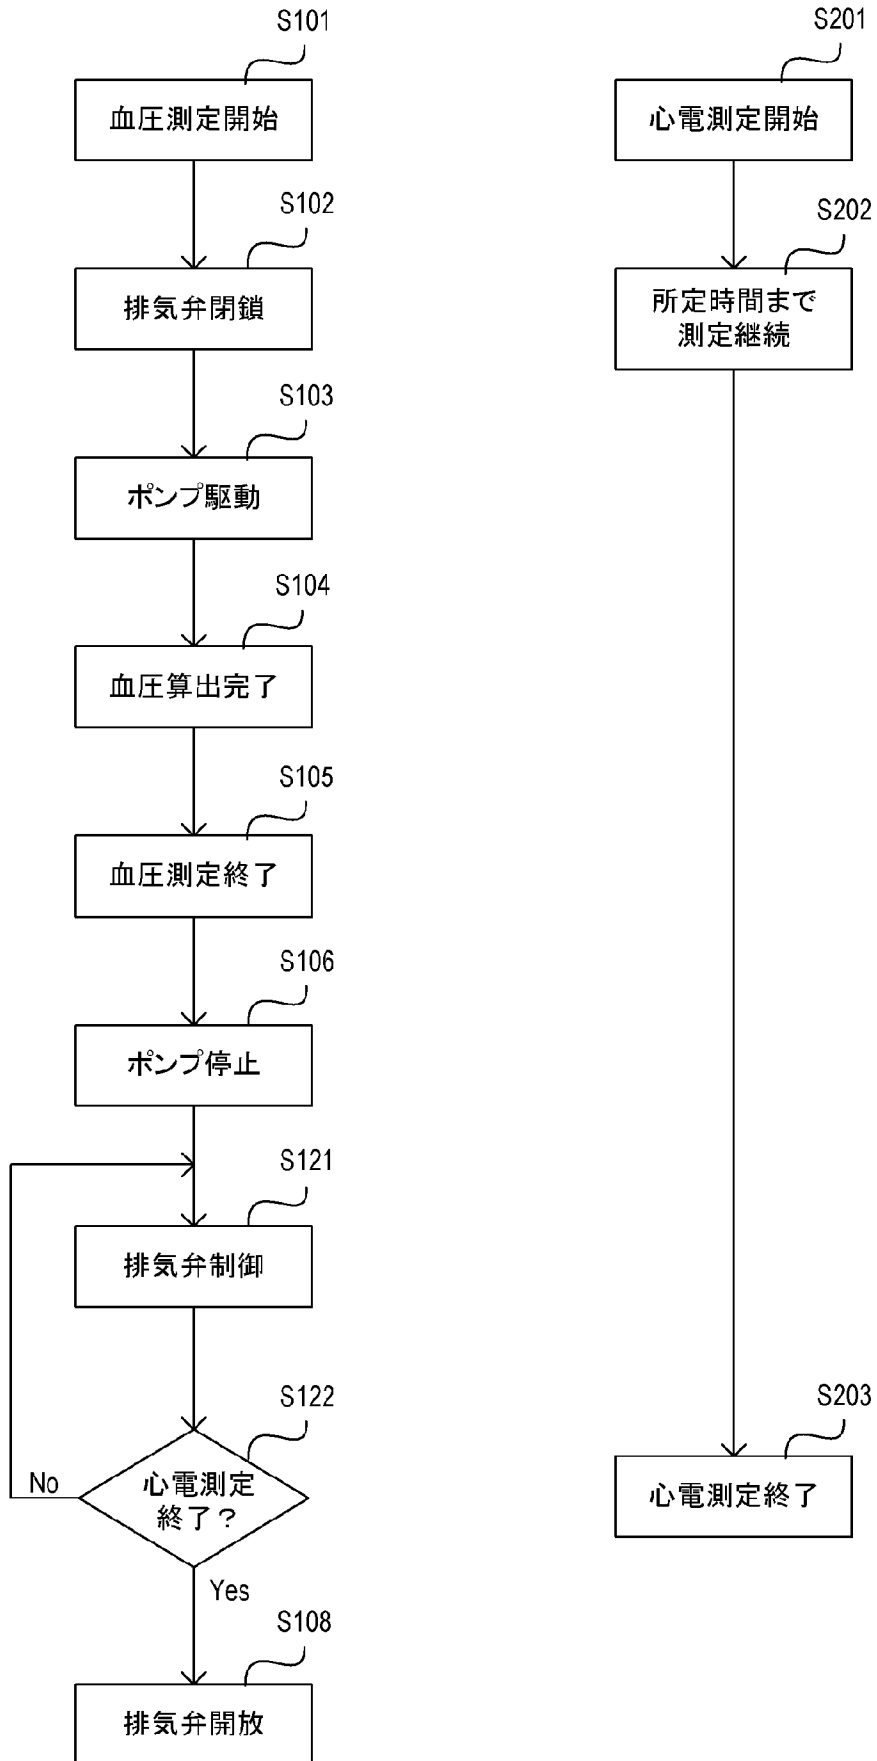 S101
血圧測定開始
S102
排気弁閉鎖
S103
ポンプ駆動
S104
血圧算出完了
S105
血圧測定終了
S106
ポンプ停止
S121
排気弁制御
S122
心電測定
終了？
No
Yes
S108
排気弁開放
S201
心電測定開始
S202
所定時間まで
測定継続
S203
心電測定終了